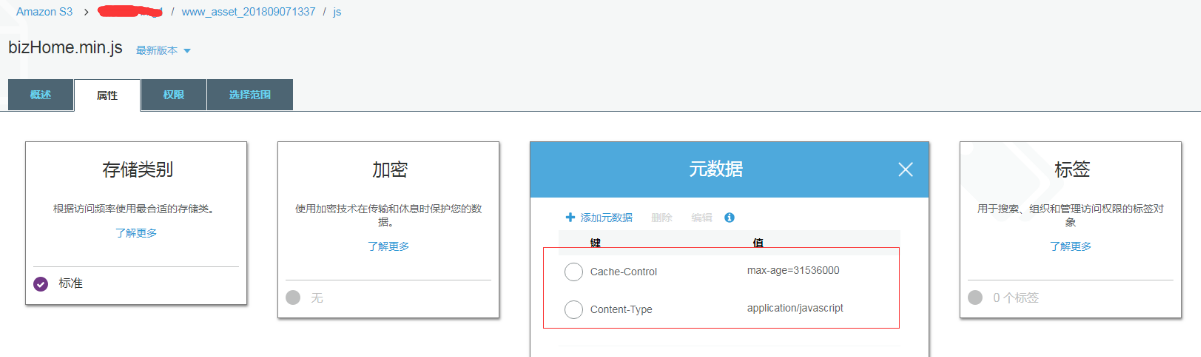 Amazon S3 > / www_asset_201809071337 / js
bizHome.min.js 最新版本
概述 属性 权限 选择范围
存储类别
根据访问频率使用最合适的存储类。
了解更多
标准
加密
使用加密技术在传输和休息时保护您的数
据。
了解更多
无
元数据
添加元数据 删除 编辑
键 值
Cache-Control max-age=31536000
Content-Type application/javascript
标签
用于搜索、组织和管理访问权限的标签对
象
了解更多
0 个标签